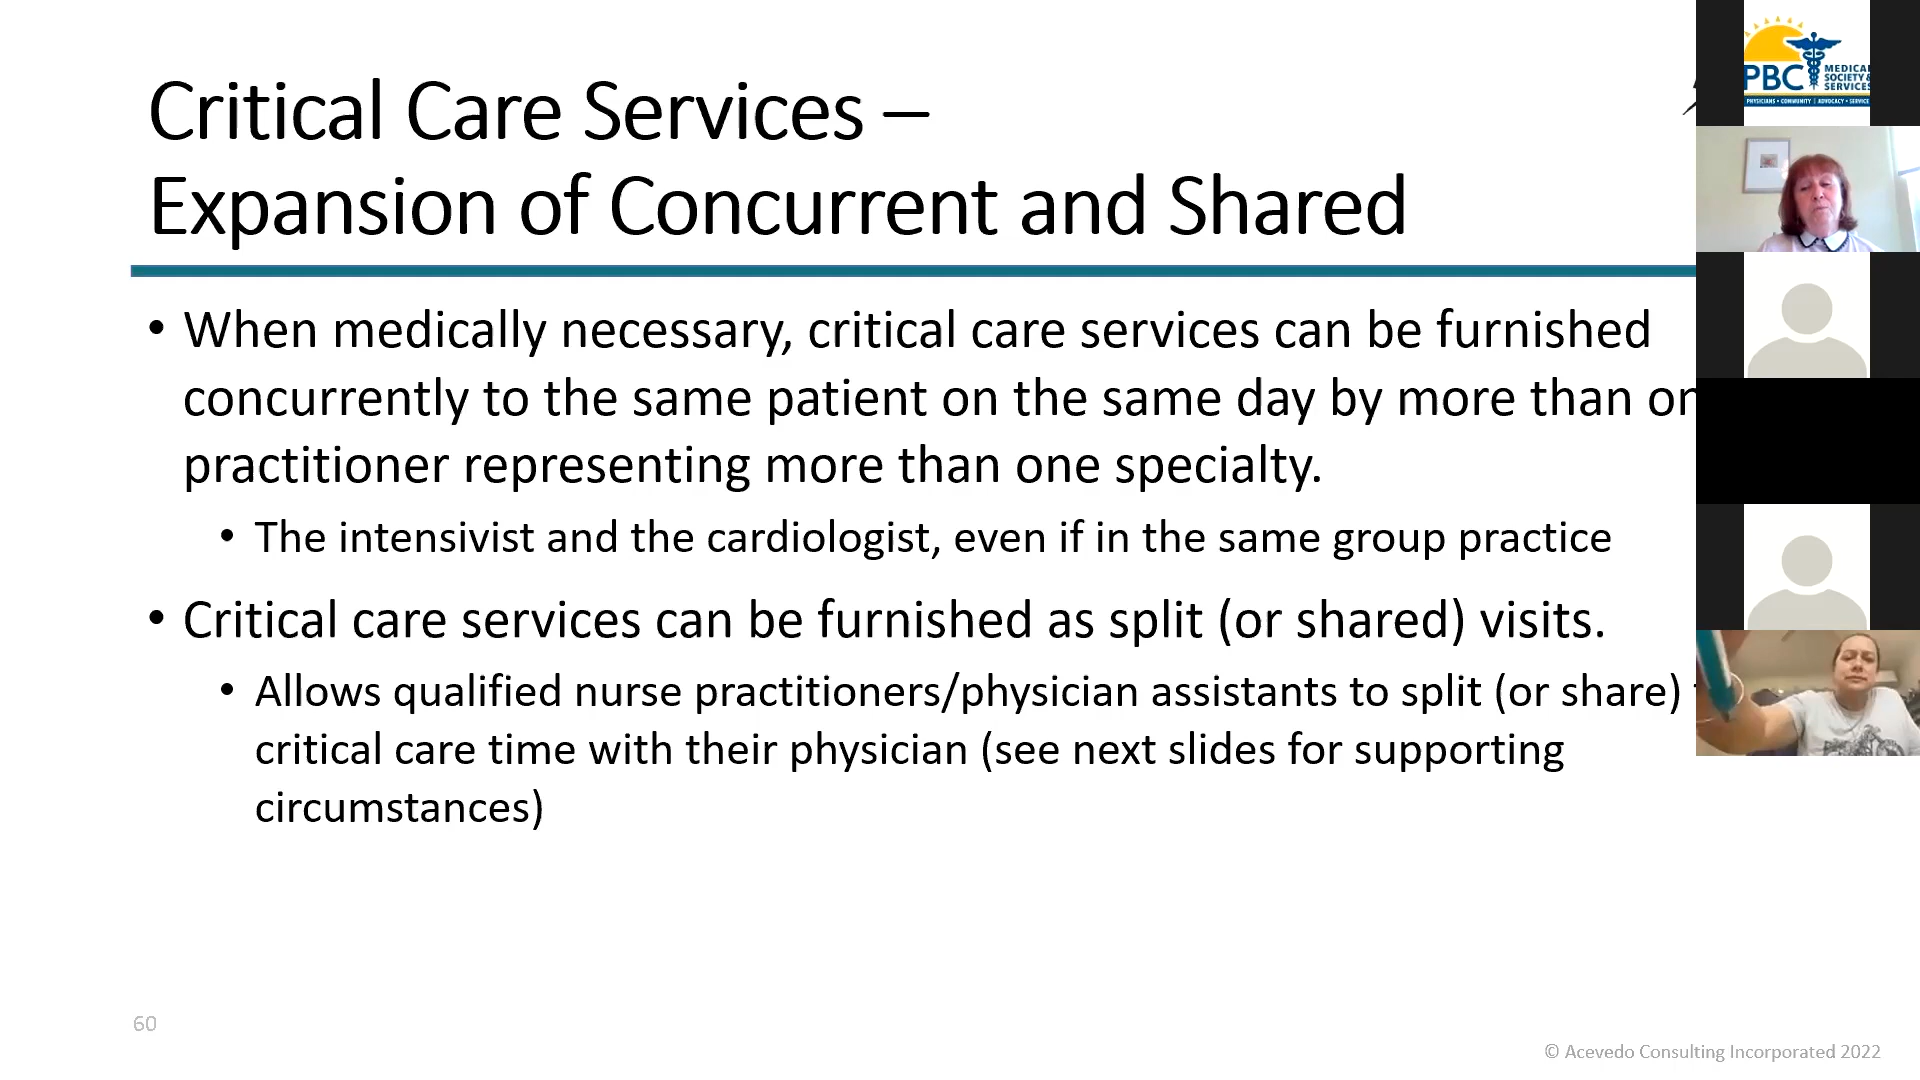 Critical Care Services –
Expansion of Concurrent and Shared
• When medically necessary, critical care services can be furnished
concurrently to the same patient on the same day by more than
practitioner representing more than one specialty.
• The intensivist and the cardiologist, even if in the same group practice
• Critical care services can be furnished as split (or shared) visits.
• Allows qualified nurse practitioners/physician assistants to split (or share)
critical care time with their physician (see next slides for supporting
circumstances)
60
© Acevedo Consulting Incorporated 2022
PBC
MEDICAL
SOCIETY &
SERVICES
PHYSICIANS • COMMUNITY | ADVOCACY • SERVICE